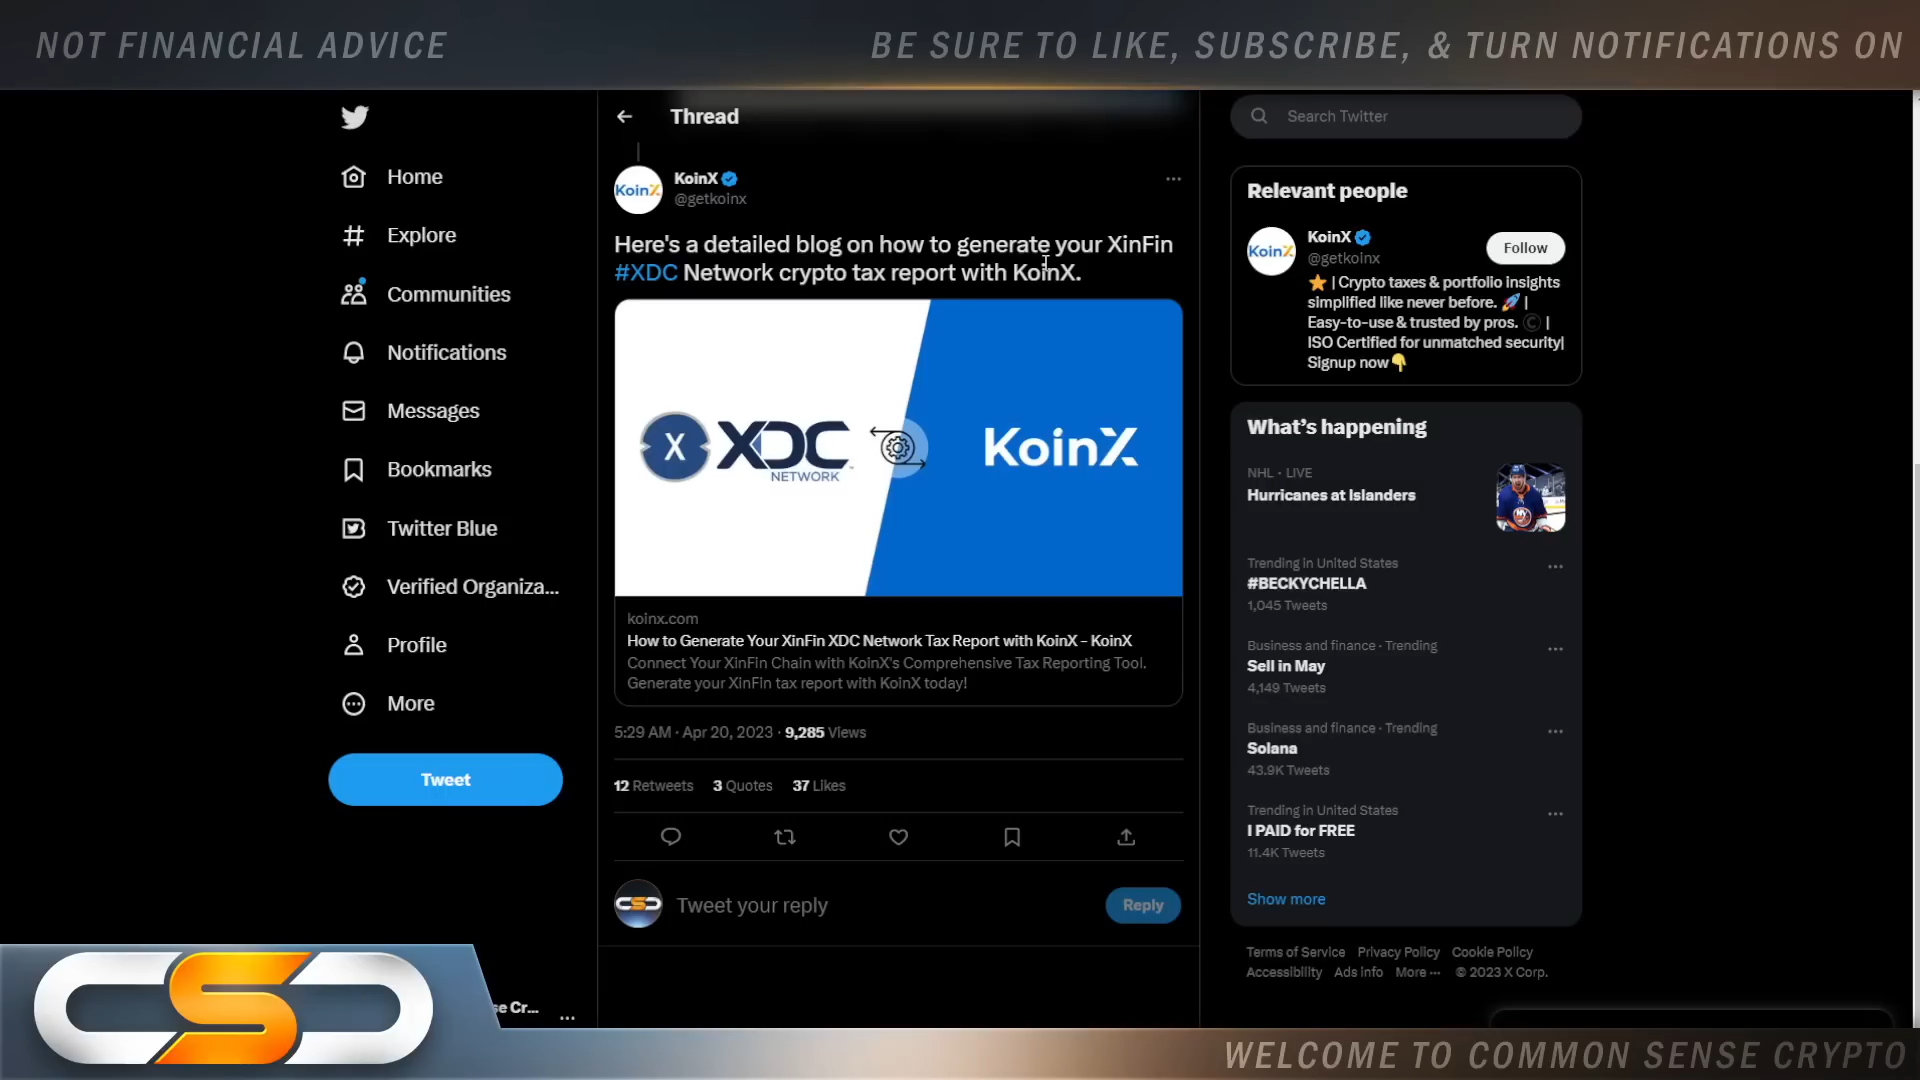 NOT FINANCIAL ADVICE
BE SURE TO LIKE, SUBSCRIBE, & TURN NOTIFICATIONS ON
Home
Explore
Communities
Notifications
Messages
Bookmarks
Twitter Blue
Verified Organiza...
Profile
More
Tweet
se Cr...
Thread
KoinX
KoinX
@getkoinx
Here's a detailed blog on how to generate your XinFin
#XDC Network crypto tax report with KoinX.
X XDC
NETWORK
KoinX
koinx.com
How to Generate Your XinFin XDC Network Tax Report with KoinX - KoinX
Connect Your XinFin Chain with KoinX's Comprehensive Tax Reporting Tool.
Generate your XinFin tax report with KoinX today!
5:29 AM · Apr 20, 2023 · 9,285 Views
12 Retweets 3 Quotes 37 Likes
CSC
Tweet your reply
Reply
Search Twitter
Relevant people
KoinX
KoinX
@getkoinx
Follow
⭐ | Crypto taxes & portfolio insights
simplified like never before. 🚀 |
Easy-to-use & trusted by pros. © |
ISO Certified for unmatched security|
Signup now👇
What's happening
NHL · LIVE
Hurricanes at Islanders
Trending in United States
#BECKYCHELLA
1,045 Tweets
Business and finance · Trending
Sell in May
4,149 Tweets
Business and finance · Trending
Solana
43.9K Tweets
Trending in United States
I PAID for FREE
11.4K Tweets
Show more
Terms of Service Privacy Policy Cookie Policy
Accessibility Ads info More ··· © 2023 X Corp.
CSC
WELCOME TO COMMON SENSE CRYPTO